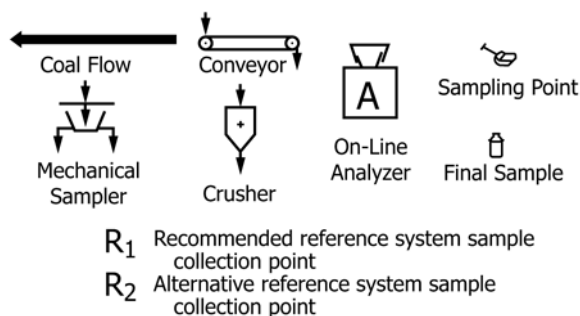 Coal Flow
Conveyor
Sampling Point
A
Mechanical
Sampler
Crusher
On-Line
Analyzer
Final Sample
R1 Recommended reference system sample
collection point
R2 Alternative reference system sample
collection point